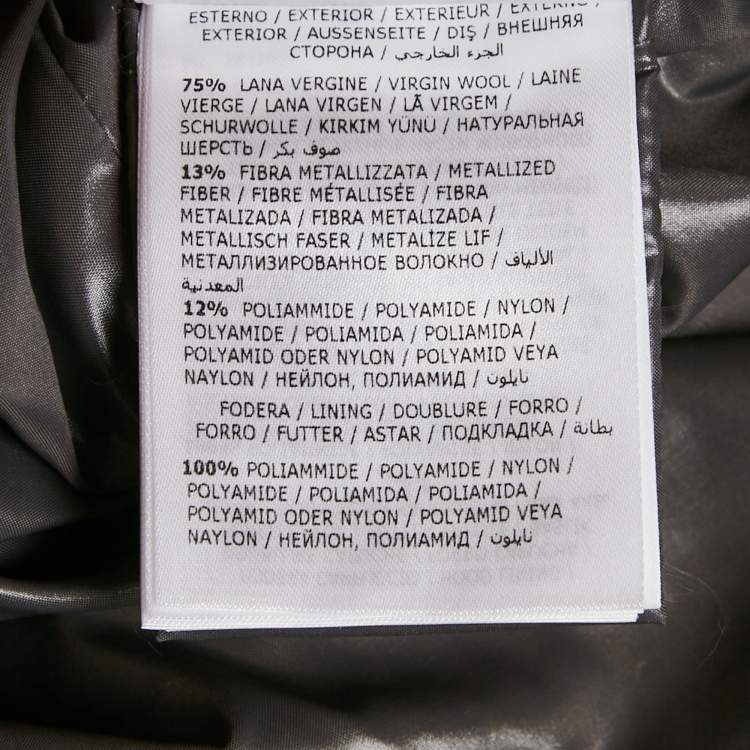 ESTERNO / EXTERIOR / EXTERIEUR / EXTERNO /
EXTERIOR / AUSSENSEITE / DIŞ / ВНЕШНЯЯ
СТОРОНА / الجزء الخارجي
75% LANA VERGINE / VIRGIN WOOL / LAINE
VIERGE / LANA VIRGEN / LÃ VIRGEM /
SCHURWOLLE / KIRKIM YÜNÜ / НАТУРАЛЬНАЯ
ШЕРСТЬ / صوف بكر
13% FIBRA METALLIZZATA / METALLIZED
FIBER / FIBRE MÉTALLISÉE / FIBRA
METALIZADA / FIBRA METALIZADA /
METALLISCH FASER / METALİZE LIF /
МЕТАЛЛИЗИРОВАННОЕ ВОЛОКНО / الألياف
المعدنية
12% POLIAMMIDE / POLYAMIDE / NYLON /
POLYAMIDE / POLIAMIDA / POLIAMIDA /
POLYAMID ODER NYLON / POLYAMID VEYA
NAYLON / НЕЙЛОН, ПОЛИАМИД / نايلون
FODERA / LINING / DOUBLURE / FORRO /
FORRO / FUTTER / ASTAR / ПОДКЛАДКА / بطانة
100% POLIAMMIDE / POLYAMIDE / NYLON /
POLYAMIDE / POLIAMIDA / POLIAMIDA /
POLYAMID ODER NYLON / POLYAMID VEYA
NAYLON / НЕЙЛОН, ПОЛИАМИД / نايلون